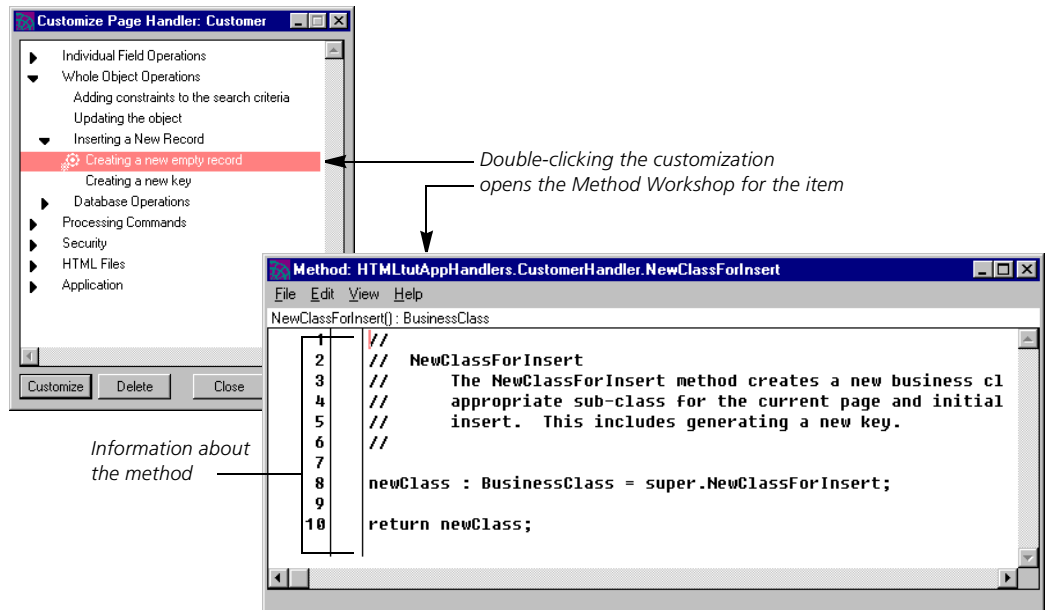 Customize Page Handler: Customer
Individual Field Operations
Whole Object Operations
Adding constraints to the search criteria
Updating the object
Inserting a New Record
Creating a new empty record
Creating a new key
Database Operations
Processing Commands
Security
HTML Files
Application
Customize
Delete
Close
Double-clicking the customization
opens the Method Workshop for the item
Information about
the method
Method: HTMLtutAppHandlers.CustomerHandler.NewClassForInsert
File Edit View Help
NewClassForInsert() : BusinessClass
1 //
2 // NewClassForInsert
3 // The NewClassForInsert method creates a new business cl
4 // appropriate sub-class for the current page and initial
5 // insert. This includes generating a new key.
6 //
7
8 newClass : BusinessClass = super.NewClassForInsert;
9
10 return newClass;